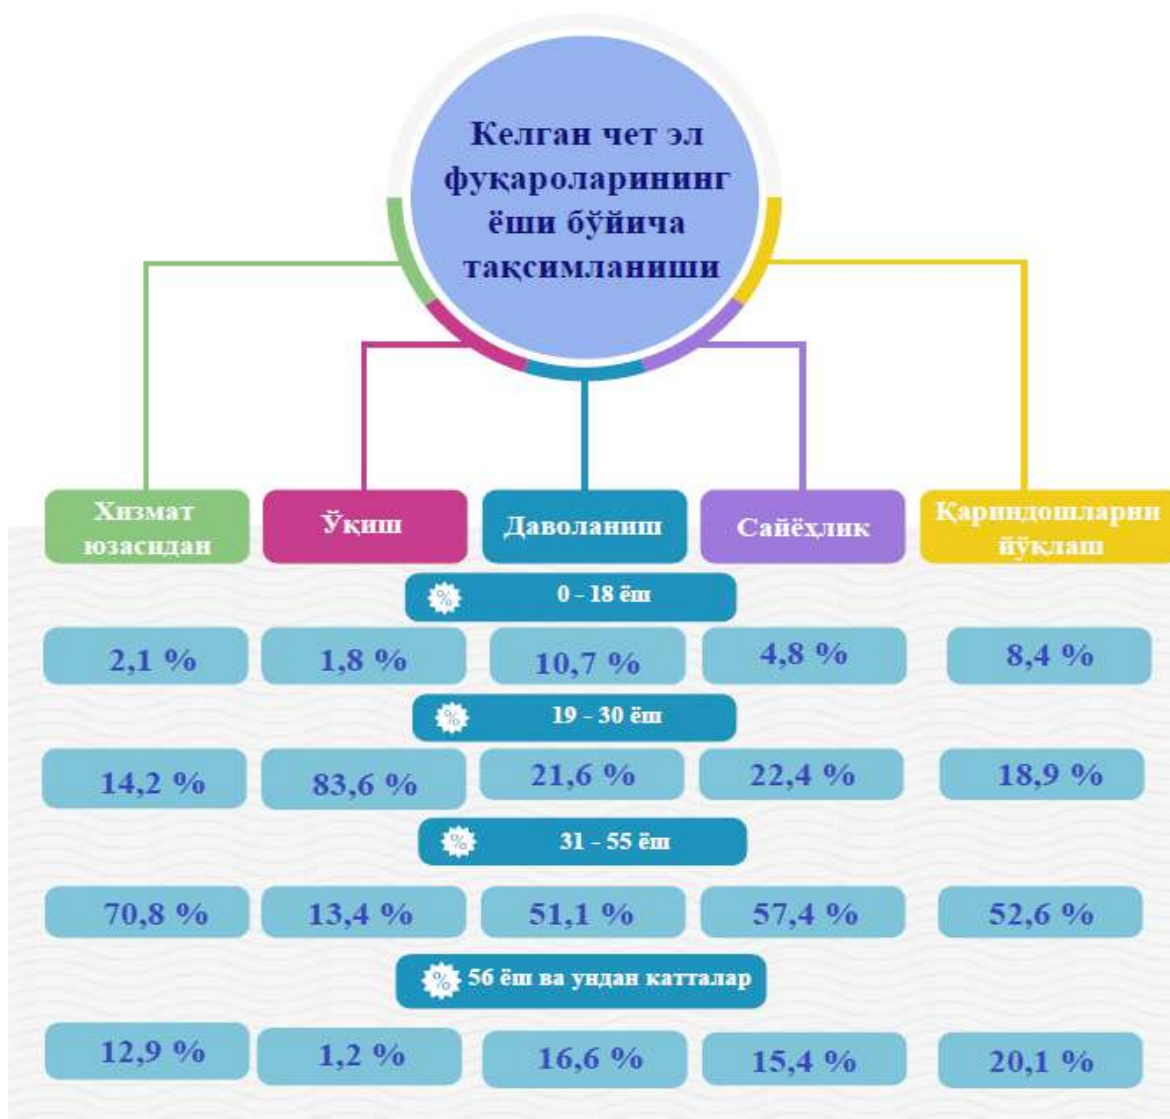 Келган чет эл
фуқароларининг
ёши бўйича
тақсимланиши
Хизмат
юзасидан
Ўқиш
Даволаниш
Сайёҳлик
Қариндошларни
йўқлаш
% 0 - 18 ёш
2,1 % 1,8 % 10,7 % 4,8 % 8,4 %
% 19 - 30 ёш
14,2 % 83,6 % 21,6 % 22,4 % 18,9 %
% 31 - 55 ёш
70,8 % 13,4 % 51,1 % 57,4 % 52,6 %
% 56 ёш ва ундан катталар
12,9 % 1,2 % 16,6 % 15,4 % 20,1 %